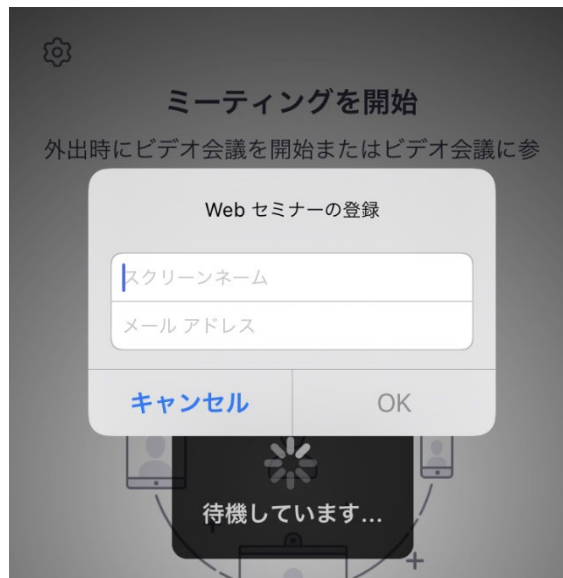 ミーティングを開始
外出時にビデオ会議を開始またはビデオ会議に参
Web セミナーの登録
スクリーンネーム
メール アドレス
キャンセル
OK
待機しています...